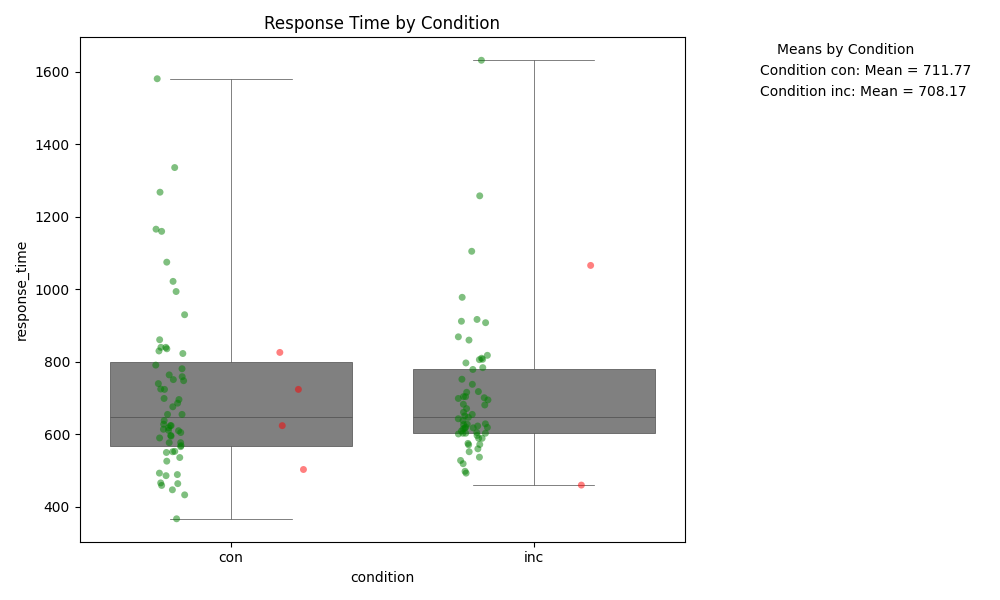 Response Time by Condition
Means by Condition
Condition con: Mean = 711.77
Condition inc: Mean = 708.17
response_time
1600
1400
1200
1000
800
600
400
con
inc
condition